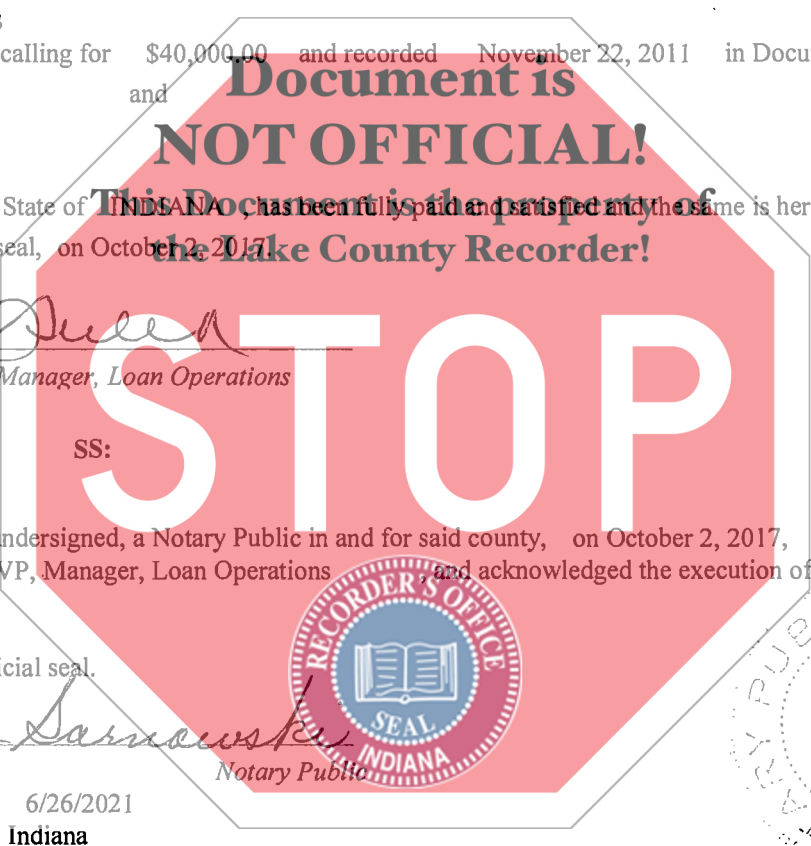 calling for $40,000.00 and recorded November 22, 2011 in Docu
and
Document is
NOT OFFICIAL!
This Document is the property of
the Lake County Recorder!
State of INDIANA , has been fully paid and satisfied and the same is her
seal, on October 2, 2017.
Manager, Loan Operations
STOP
SS:
ndersigned, a Notary Public in and for said county, on October 2, 2017,
VP, Manager, Loan Operations , and acknowledged the execution of
RECORDER'S OFFICE
SEAL
INDIANA
icial seal.
Sarnowski
Notary Public
6/26/2021
Indiana
ARY PUB